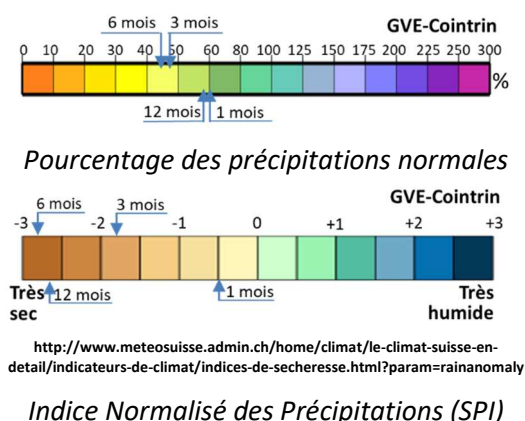 6 mois 3 mois GVE-Cointrin
0 10 20 30 40 50 60 80 100 125 150 175 200 225 250 300
%
12 mois 1 mois
Pourcentage des précipitations normales
GVE-Cointrin
6 mois 3 mois
-3 -2 -1 0 +1 +2 +3
Très 12 mois 1 mois Très
sec humide
http://www.meteosuisse.admin.ch/home/climat/le-climat-suisse-en-
detail/indicateurs-de-climat/indices-de-secheresse.html?param=rainanomaly
Indice Normalisé des Précipitations (SPI)